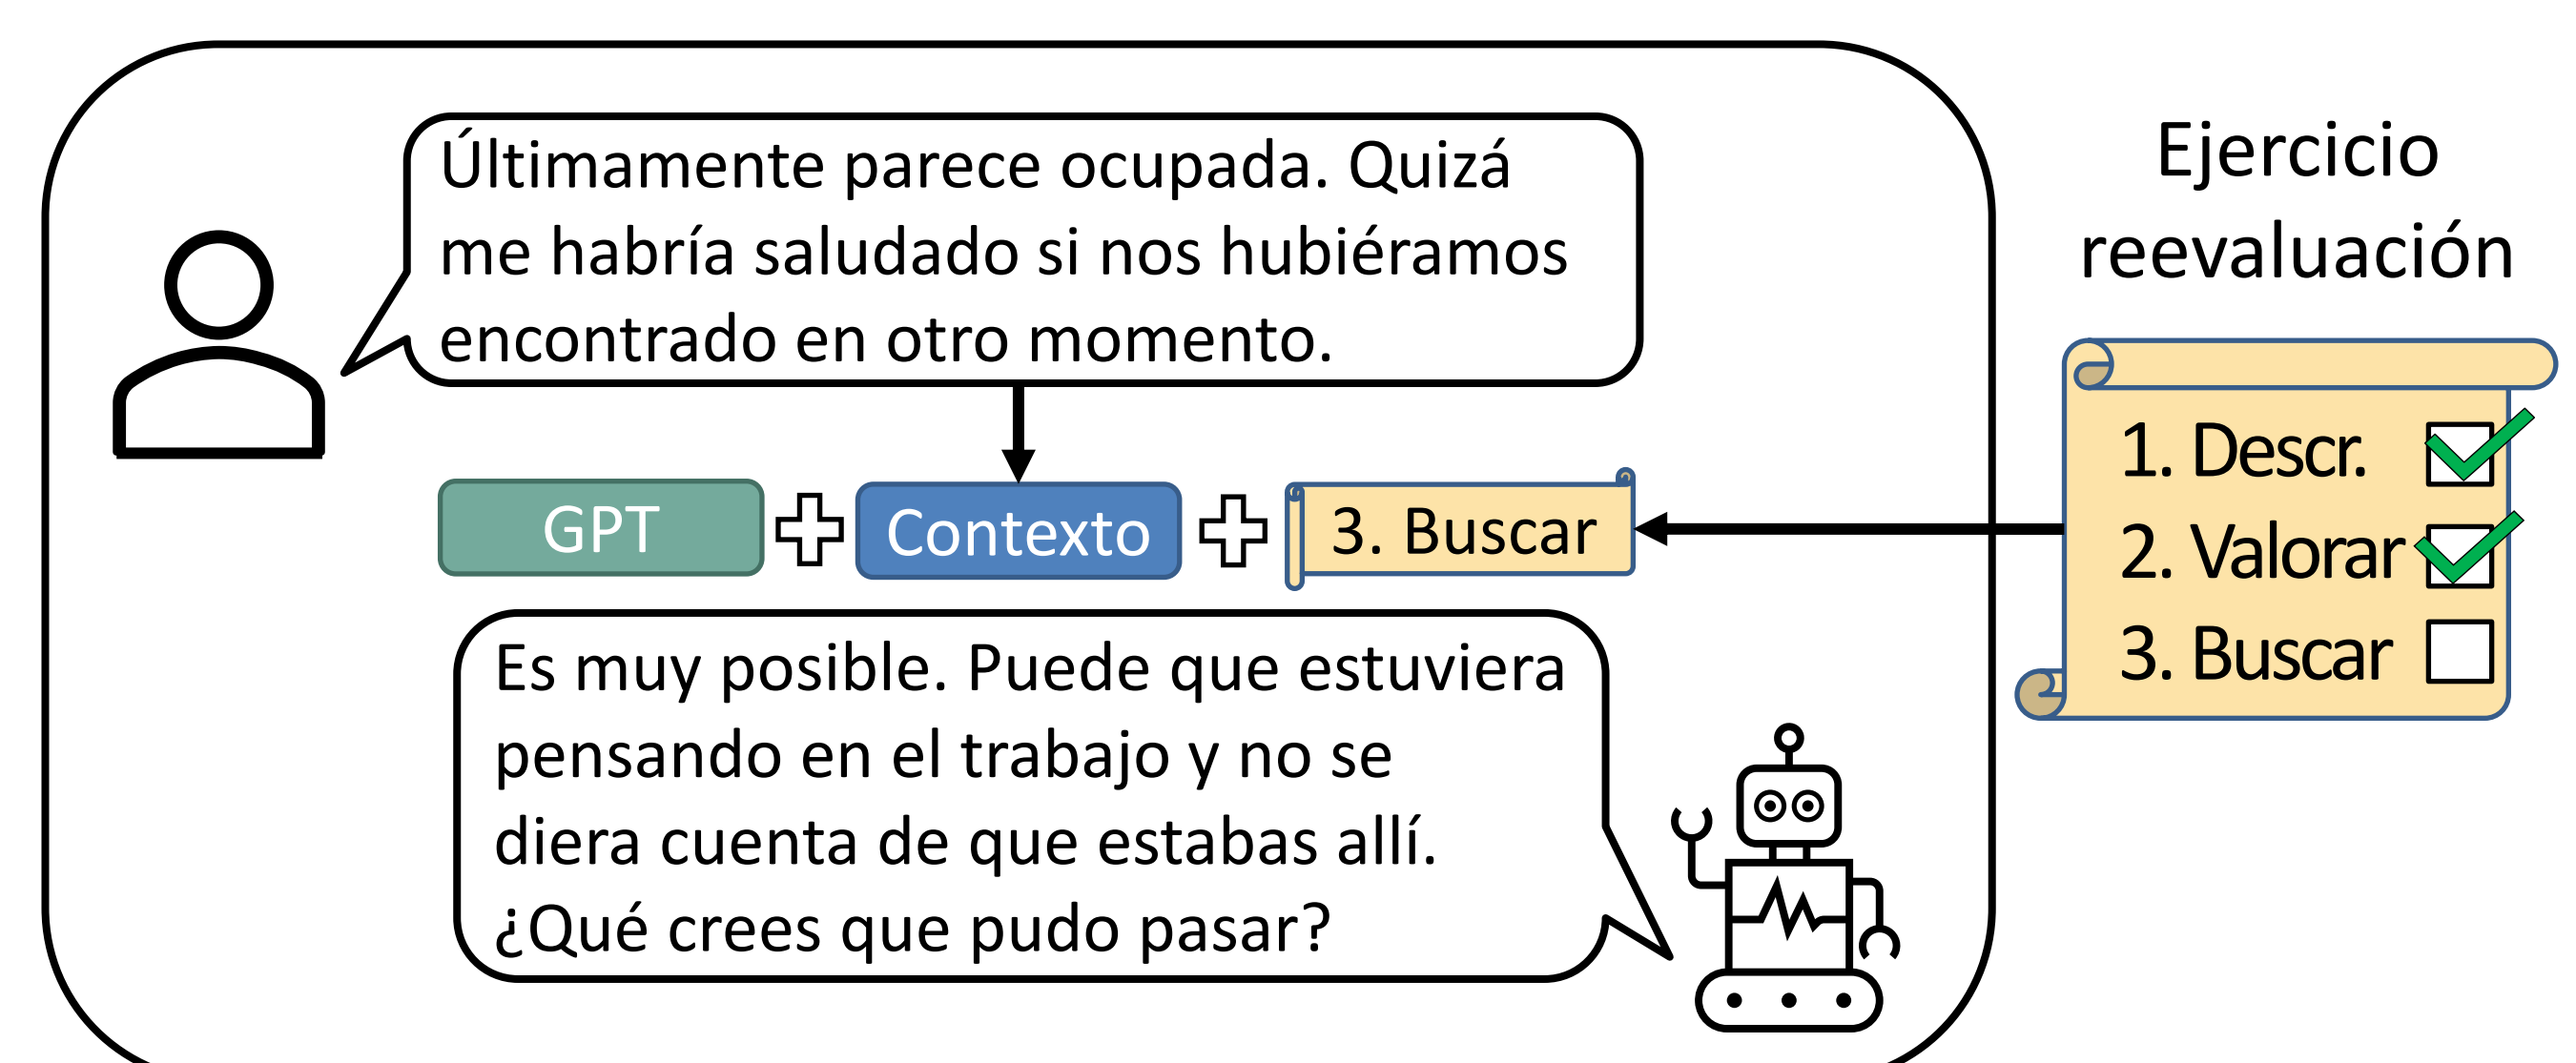 Últimamente parece ocupada. Quizá
me habría saludado si nos hubiéramos
encontrado en otro momento.
GPT
Contexto
3. Buscar
Es muy posible. Puede que estuviera
pensando en el trabajo y no se
diera cuenta de que estabas allí.
¿Qué crees que pudo pasar?
Ejercicio
reevaluación
1. Descr.
2. Valorar
3. Buscar